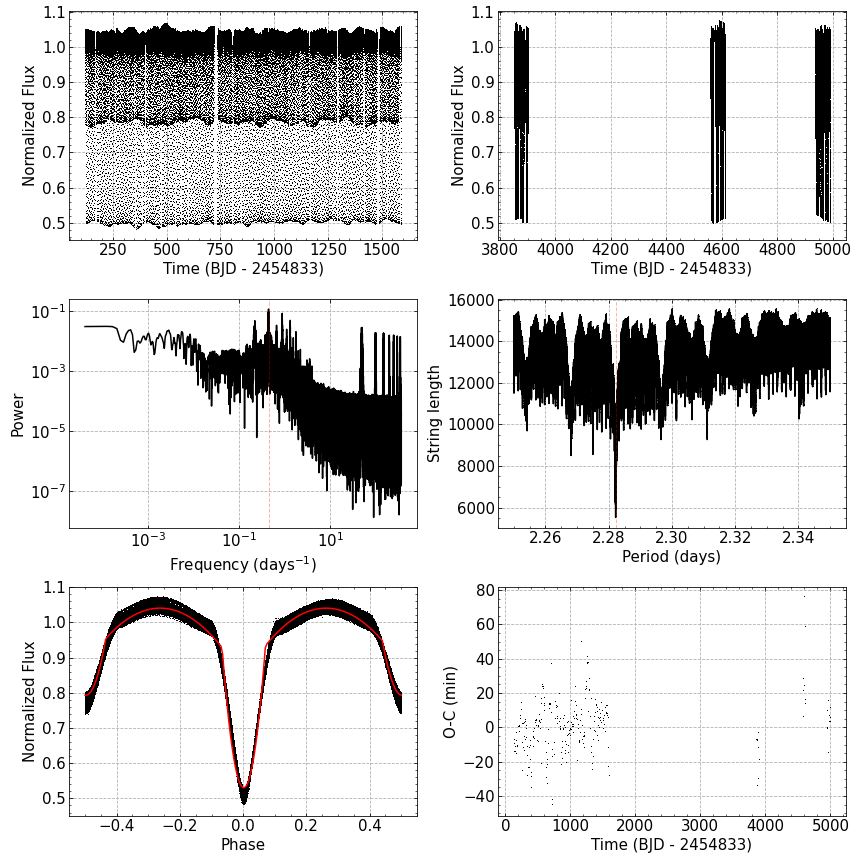 1.1
1.0
0.9
0.8
0.7
0.6
0.5
Normalized Flux
250 500 750 1000 1250 1500
Time (BJD - 2454833)
1.1
1.0
0.9
0.8
0.7
0.6
0.5
Normalized Flux
3800 4000 4200 4400 4600 4800 5000
Time (BJD - 2454833)
10⁻¹
10⁻³
10⁻⁵
10⁻⁷
Power
10⁻³ 10⁻¹ 10¹
Frequency (days⁻¹)
16000
14000
12000
10000
8000
6000
String length
2.26 2.28 2.30 2.32 2.34
Period (days)
1.1
1.0
0.9
0.8
0.7
0.6
0.5
Normalized Flux
−0.4 −0.2 0.0 0.2 0.4
Phase
80
60
40
20
0
−20
−40
O-C (min)
0 1000 2000 3000 4000 5000
Time (BJD - 2454833)